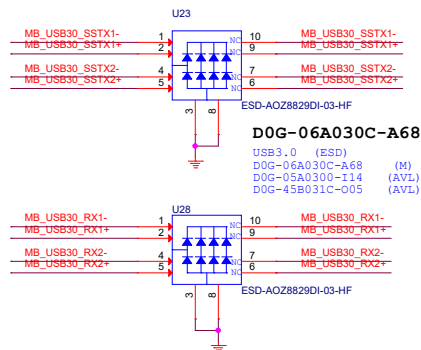 U23
MB_USB30_SSTX1- 1 NC 10 MB_USB30_SSTX1-
MB_USB30_SSTX1+ 2 9 MB_USB30_SSTX1+
MB_USB30_SSTX2- 4 NC 7 MB_USB30_SSTX2-
MB_USB30_SSTX2+ 5 NC 6 MB_USB30_SSTX2+
ESD-AOZ8829DI-03-HF
3 8
D0G-06A030C-A68
USB3.0 (ESD)
D0G-06A030C-A68 (M)
D0G-05A0300-I14 (AVL)
D0G-45B031C-O05 (AVL)
U28
MB_USB30_RX1- 1 NC 10 MB_USB30_RX1-
MB_USB30_RX1+ 2 NC 9 MB_USB30_RX1+
MB_USB30_RX2- 4 NC 7 MB_USB30_RX2-
MB_USB30_RX2+ 5 NC 6 MB_USB30_RX2+
ESD-AOZ8829DI-03-HF
3 8